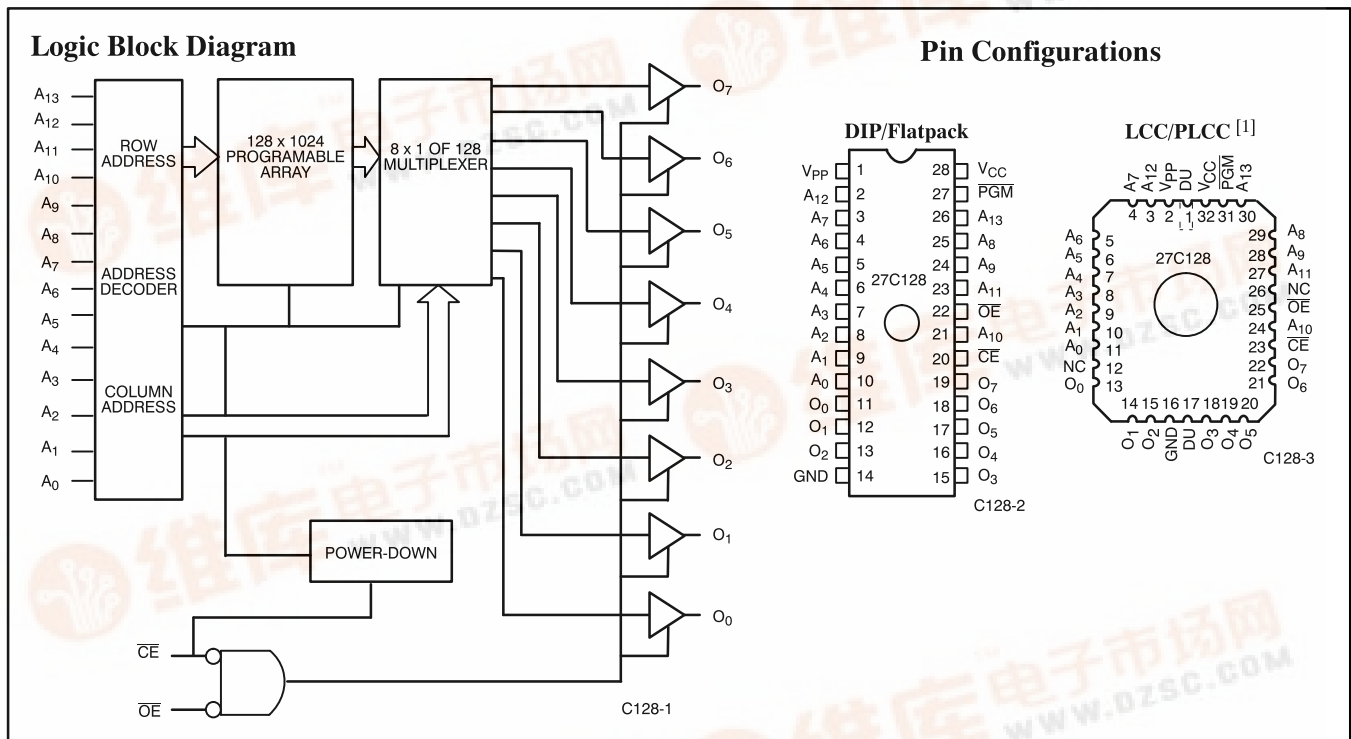 Logic Block Diagram
A13
A12
A11
A10
A9
A8
A7
A6
A5
A4
A3
A2
A1
A0
ROW
ADDRESS
ADDRESS
DECODER
COLUMN
ADDRESS
128 x 1024
PROGRAMABLE
ARRAY
8 x 1 OF 128
MULTIPLEXER
POWER-DOWN
CE
OE
O7
O6
O5
O4
O3
O2
O1
O0
C128-1
Pin Configurations
DIP/Flatpack
VPP 1
A12 2
A7 3
A6 4
A5 5
A4 6
A3 7
A2 8
A1 9
A0 10
O0 11
O1 12
O2 13
GND 14
27C128
28 VCC
27 PGM
26 A13
25 A8
24 A9
23 A11
22 OE
21 A10
20 CE
19 O7
18 O6
17 O5
16 O4
15 O3
C128-2
LCC/PLCC [1]
A7 A12 VPP DU VCC PGM A13
4 3 2 1 32 31 30
A6 5
A5 6
A4 7
A3 8
A2 9
A1 10
A0 11
NC 12
O0 13
27C128
29 A8
28 A9
27 A11
26 NC
25 OE
24 A10
23 CE
22 O7
21 O6
14 15 16 17 18 19 20
O1 O2 GND DU O3 O4 O5
C128-3
维库电子市场网
WWW.DZSC.COM